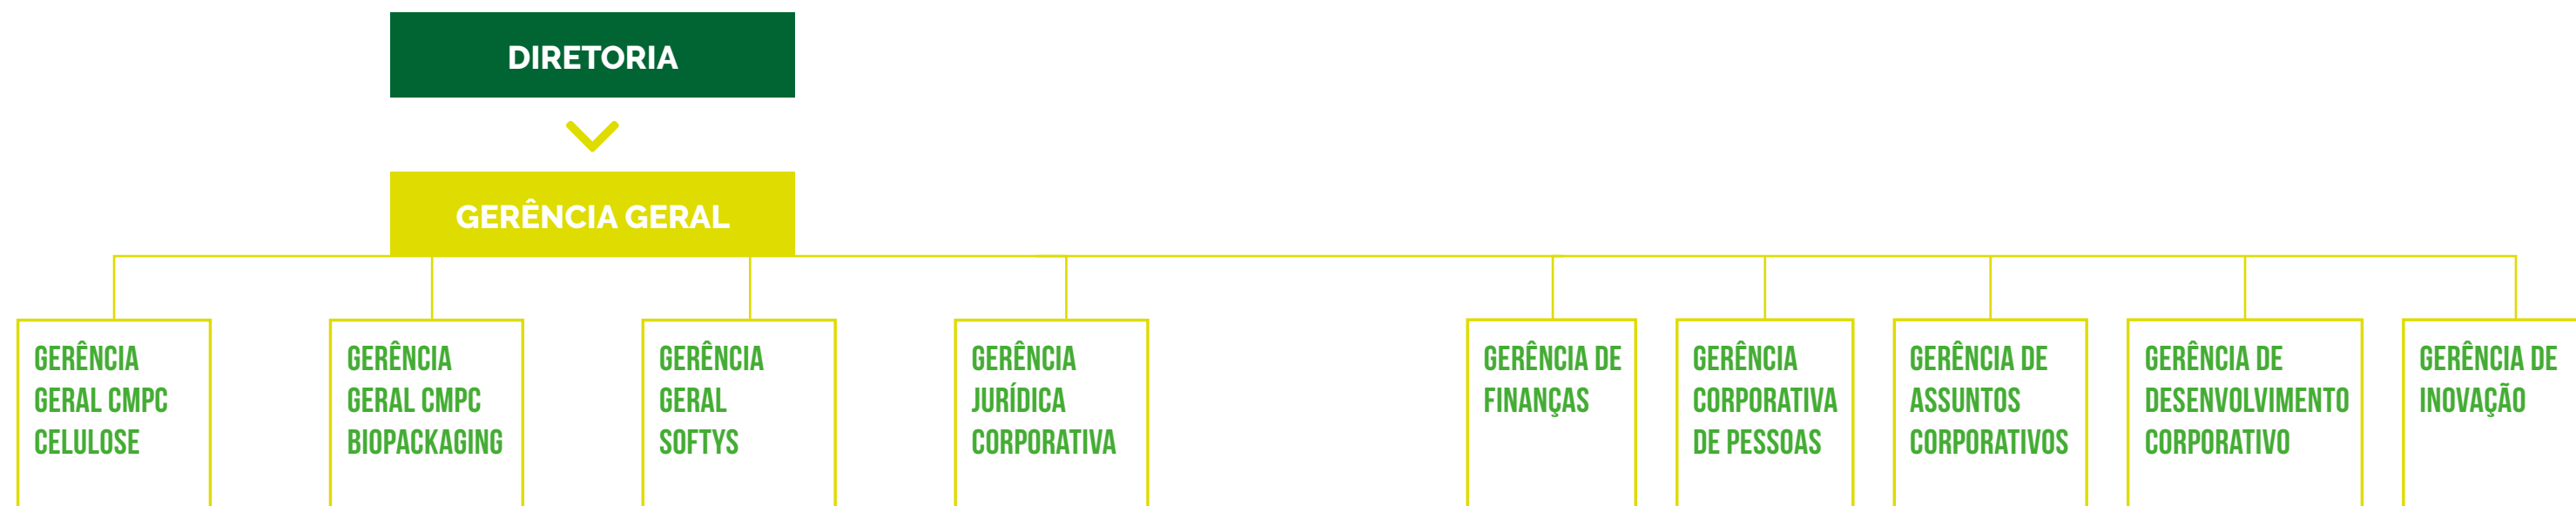 DIRETORIA
GERÊNCIA GERAL
GERÊNCIA
GERAL CMPC
CELULOSE
GERÊNCIA
GERAL CMPC
BIOPACKAGING
GERÊNCIA
GERAL
SOFTYS
GERÊNCIA
JURÍDICA
CORPORATIVA
GERÊNCIA DE
FINANÇAS
GERÊNCIA
CORPORATIVA
DE PESSOAS
GERÊNCIA DE
ASSUNTOS
CORPORATIVOS
GERÊNCIA DE
DESENVOLVIMENTO
CORPORATIVO
GERÊNCIA DE
INOVAÇÃO